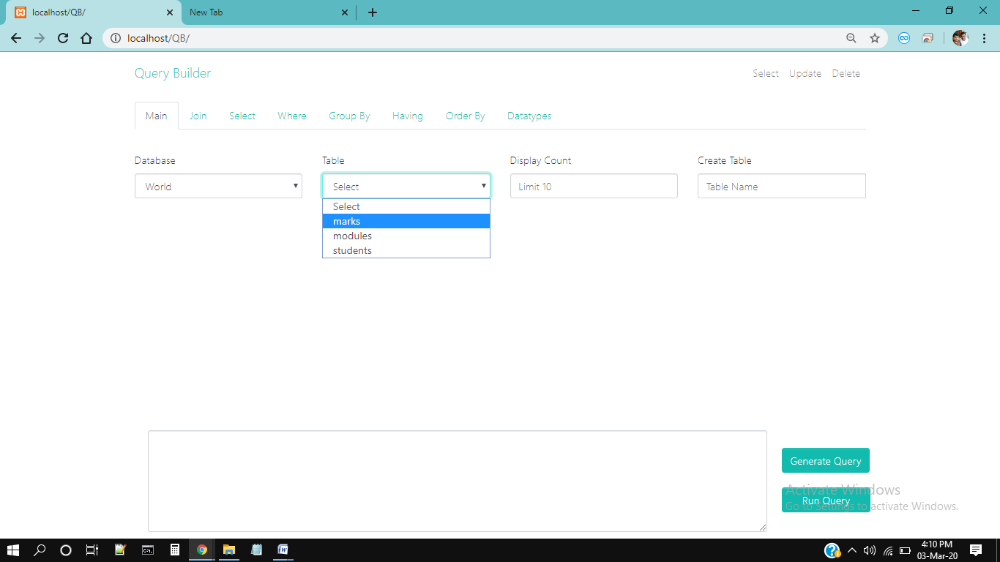 localhost/QB/
New Tab
localhost/QB/
Query Builder
Select Update Delete
Main Join Select Where Group By Having Order By Datatypes
Database Table Display Count Create Table
World Select Limit 10 Table Name
Select
marks
modules
students
Generate Query
Activate Windows
Run Query
Go to Settings to activate Windows.
4:10 PM
03-Mar-20